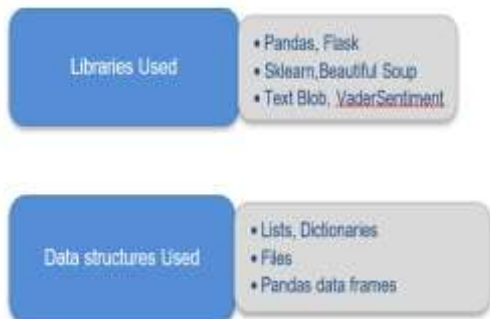 Libraries Used
• Pandas, Flask
• Sklearn,Beautiful Soup
• Text Blob, VaderSentiment
Data structures Used
• Lists, Dictionaries
• Files
• Pandas data frames